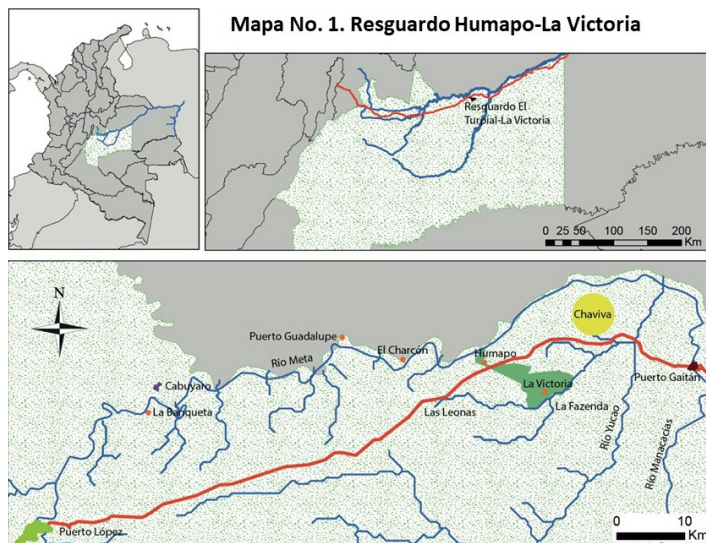 Mapa No. 1. Resguardo Humapo-La Victoria
Resguardo El
Turpial-La Victoria
0 25 50 100 150 200
Km
N
Chaviva
Puerto Guadalupe
El Charcón
Río Meta
Humapo
Puerto Gaitán
Cabuyaro
La Victoria
La Banqueta
Las Leonas
La Fazenda
Río Yucao
Río Manacacías
Puerto López
0 10
Km